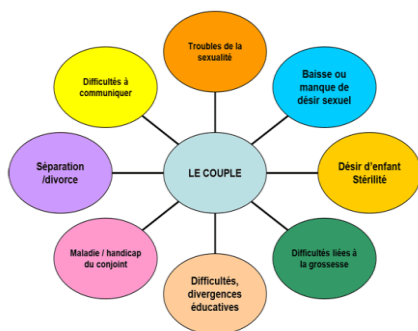 Troubles de la
sexualité
Difficultés à
communiquer
Baisse ou
manque de
désir sexuel
Séparation
/divorce
LE COUPLE
Désir d'enfant
Stérilité
Maladie / handicap
du conjoint
Difficultés liées à
la grossesse
Difficultés,
divergences
éducatives